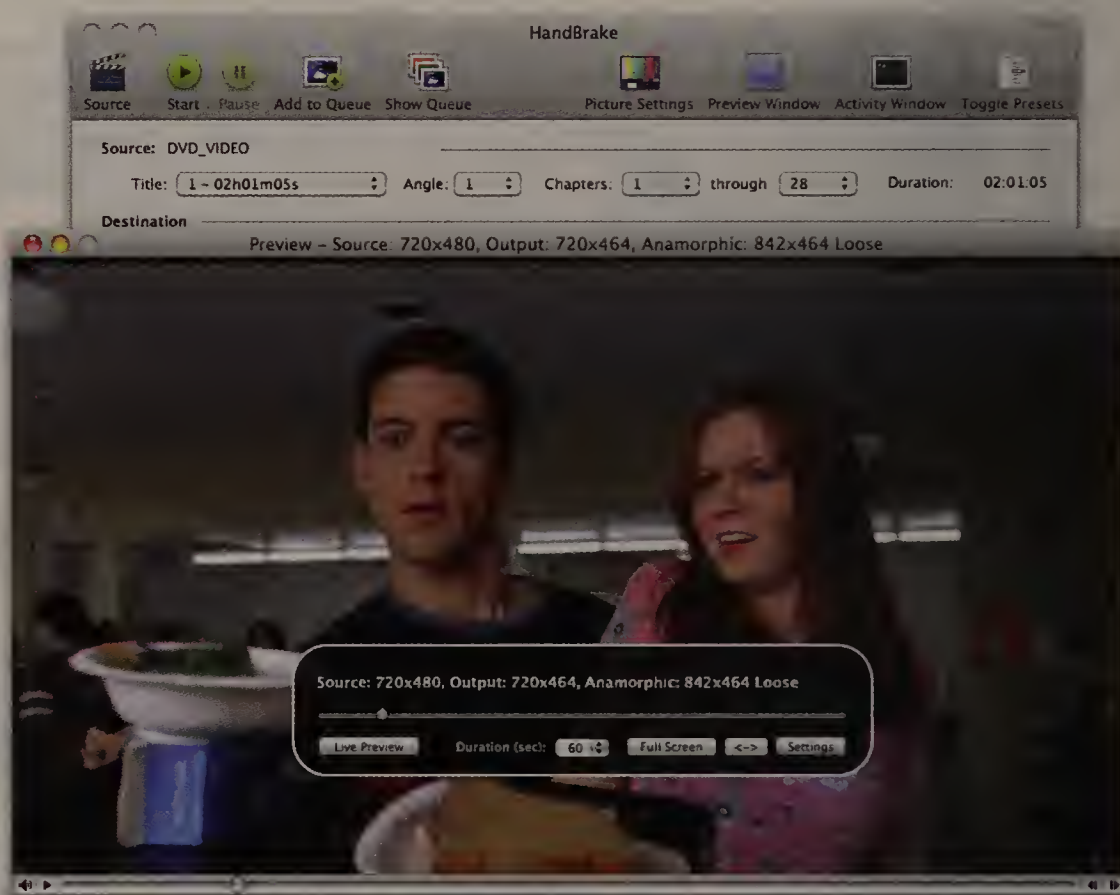 HandBrake
Source Start Pause Add to Queue Show Queue Picture Settings Preview Window Activity Window Toggle Presets
Source: DVD_VIDEO
Title: 1 - 02h01m05s Angle: 1 Chapters: 1 through 28 Duration: 02:01:05
Destination
Preview – Source: 720x480, Output: 720x464, Anamorphic: 842x464 Loose
Source: 720x480, Output: 720x464, Anamorphic: 842x464 Loose
Live Preview Duration (sec): 60 Full Screen <-> Settings